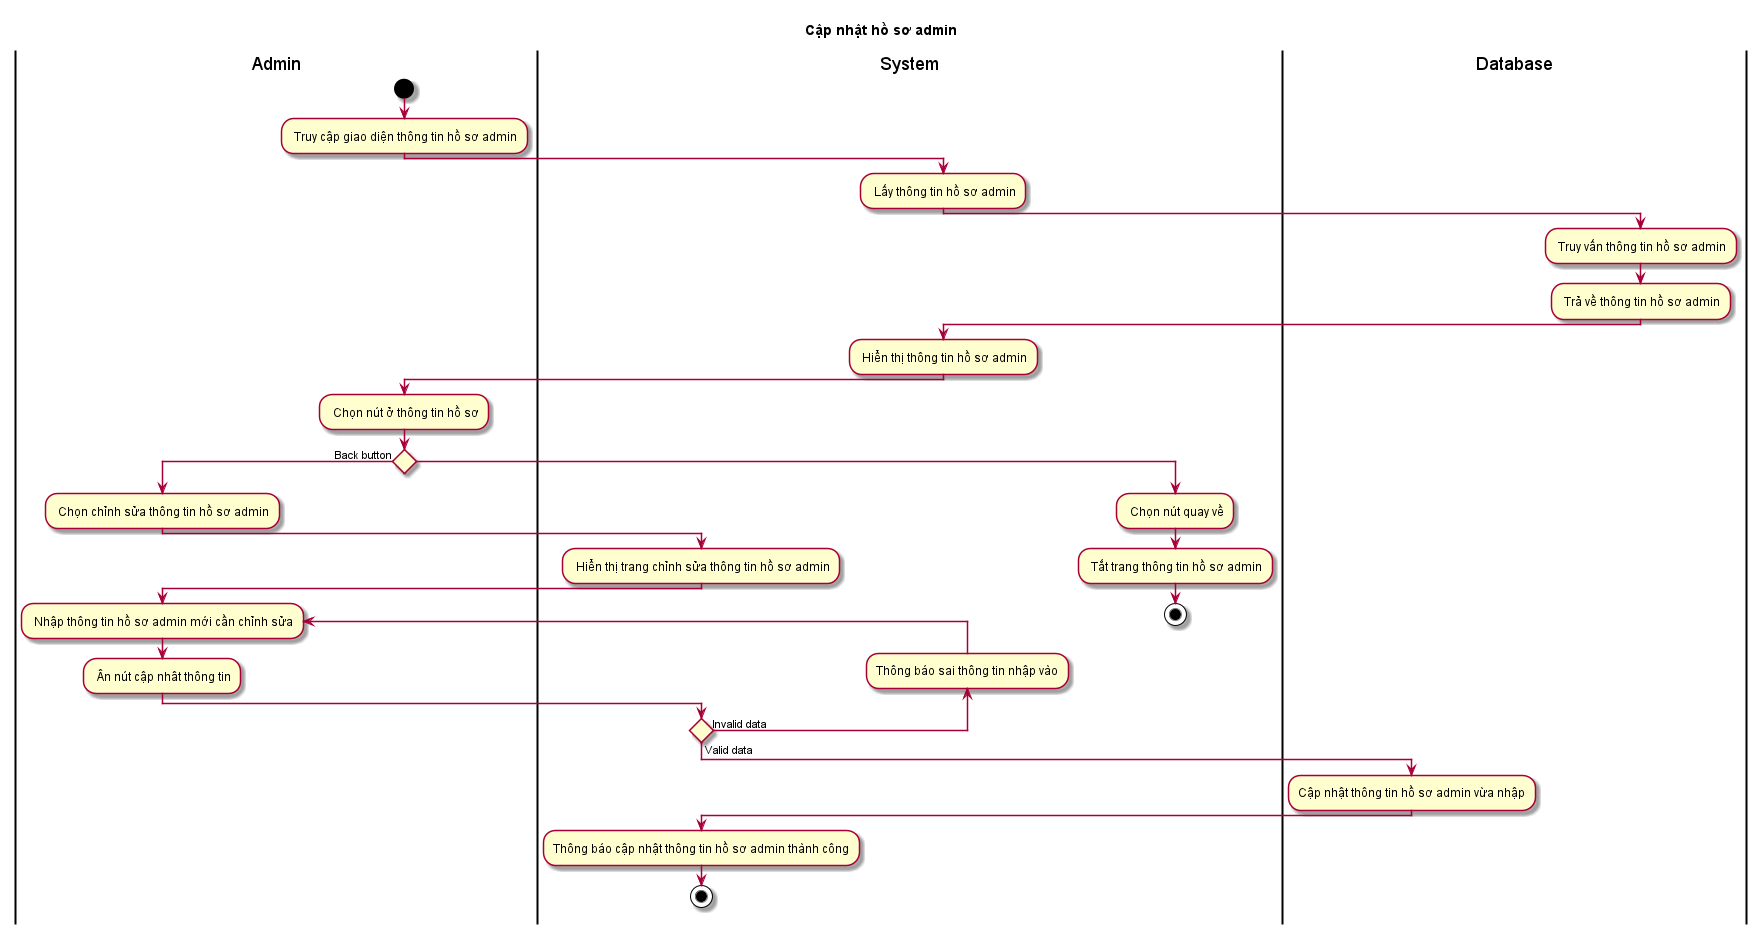 Cập nhật hồ sơ admin
Admin
System
Database
Truy cập giao diện thông tin hồ sơ admin
Lấy thông tin hồ sơ admin
Truy vấn thông tin hồ sơ admin
Trả về thông tin hồ sơ admin
Hiển thị thông tin hồ sơ admin
Chọn nút ở thông tin hồ sơ
Back button
Chọn chỉnh sửa thông tin hồ sơ admin
Chọn nút quay về
Hiển thị trang chỉnh sửa thông tin hồ sơ admin
Tắt trang thông tin hồ sơ admin
Nhập thông tin hồ sơ admin mới cần chỉnh sửa
Ân nút cập nhât thông tin
Thông báo sai thông tin nhập vào
Invalid data
Valid data
Cập nhật thông tin hồ sơ admin vừa nhập
Thông báo cập nhật thông tin hồ sơ admin thành công